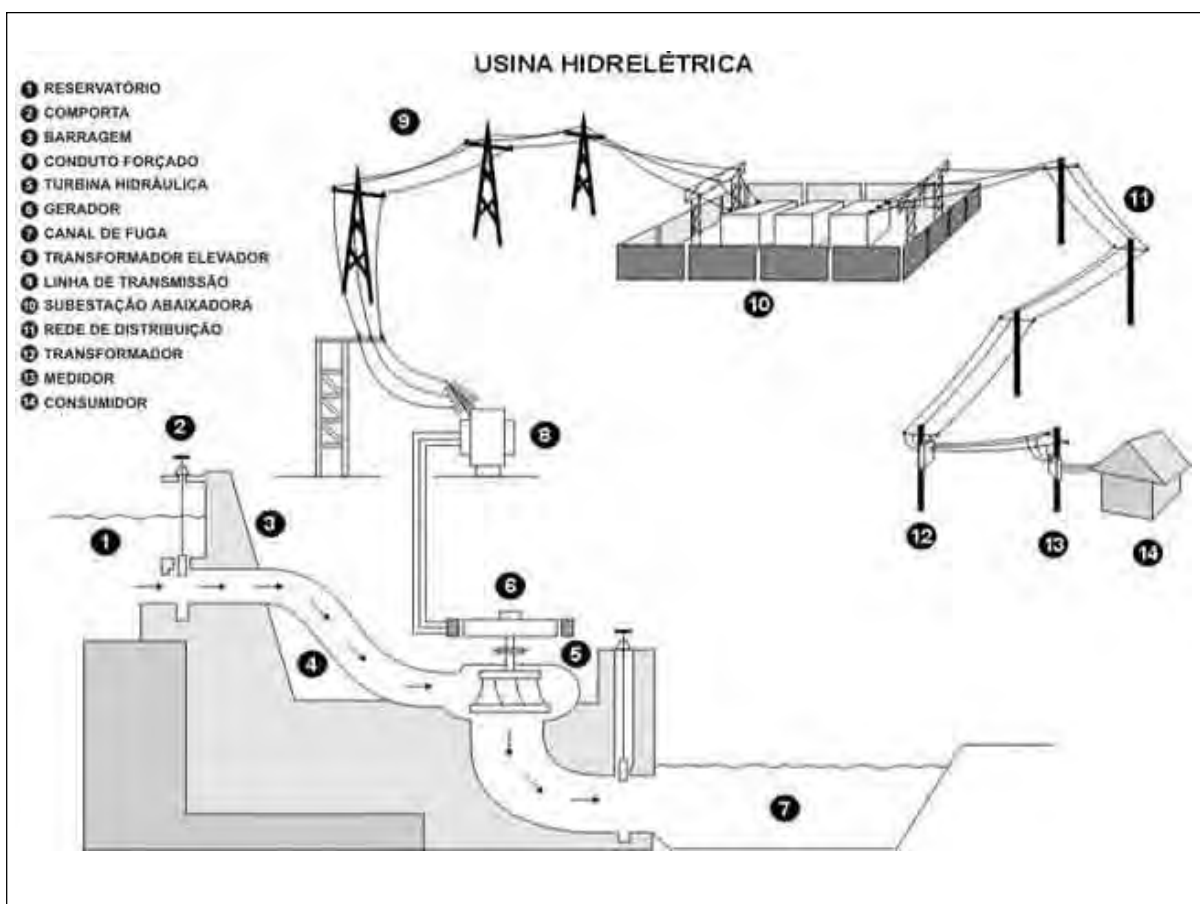 USINA HIDRELÉTRICA
1 RESERVATÓRIO
2 COMPORTA
3 BARRAGEM
4 CONDUTO FORÇADO
5 TURBINA HIDRÁULICA
6 GERADOR
7 CANAL DE FUGA
8 TRANSFORMADOR ELEVADOR
9 LINHA DE TRANSMISSÃO
10 SUBESTAÇÃO ABAIXADORA
11 REDE DE DISTRIBUIÇÃO
12 TRANSFORMADOR
13 MEDIDOR
14 CONSUMIDOR
9
11
10
2
8
3
1
12
13
14
6
5
4
7